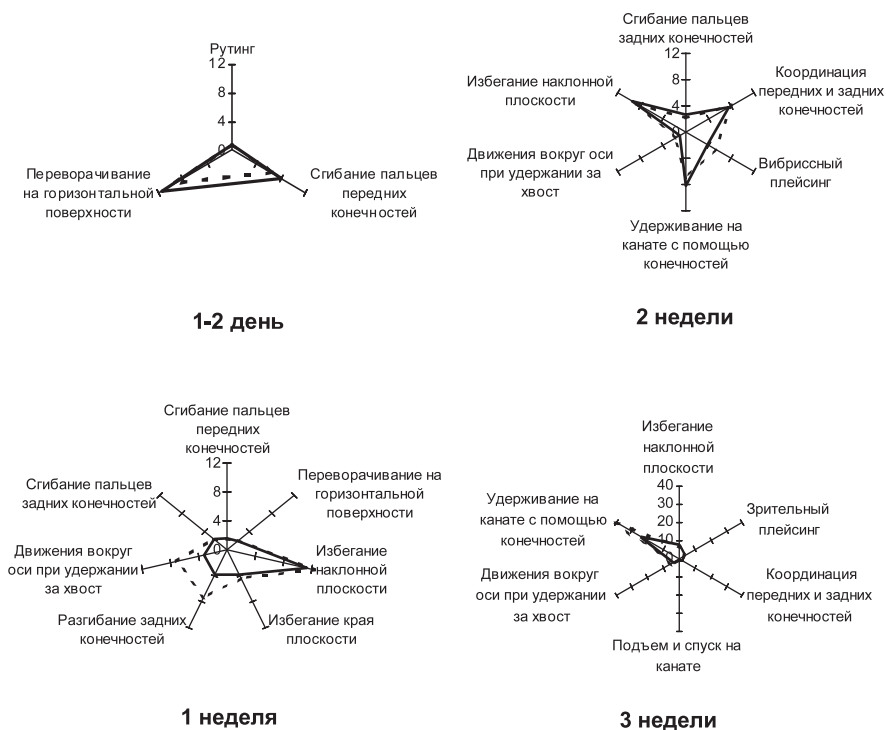 Рутинг
12
8
4
0
Переворачивание
на горизонтальной
поверхности
Сгибание пальцев
передних
конечностей
1-2 день
Сгибание пальцев
задних конечностей
12
8
4
0
Избегание наклонной
плоскости
Координация
передних и задних
конечностей
Движения вокруг оси
при удержании за
хвост
Вибриссный
плейсинг
Удерживание на
канате с помощью
конечностей
2 недели
Сгибание пальцев
передних
конечностей
12
8
4
0
Сгибание пальцев
задних конечностей
Переворачивание на
горизонтальной
поверхности
Движения вокруг
оси при удержании
за хвост
Избегание
наклонной
плоскости
Разгибание задних
конечностей
Избегание края
плоскости
1 неделя
Избегание
наклонной
плоскости
40
30
20
10
0
Удерживание на
канате с помощью
конечностей
Зрительный
плейсинг
Движения вокруг
оси при удержании
за хвост
Координация
передних и задних
конечностей
Подъем и спуск на
канате
3 недели